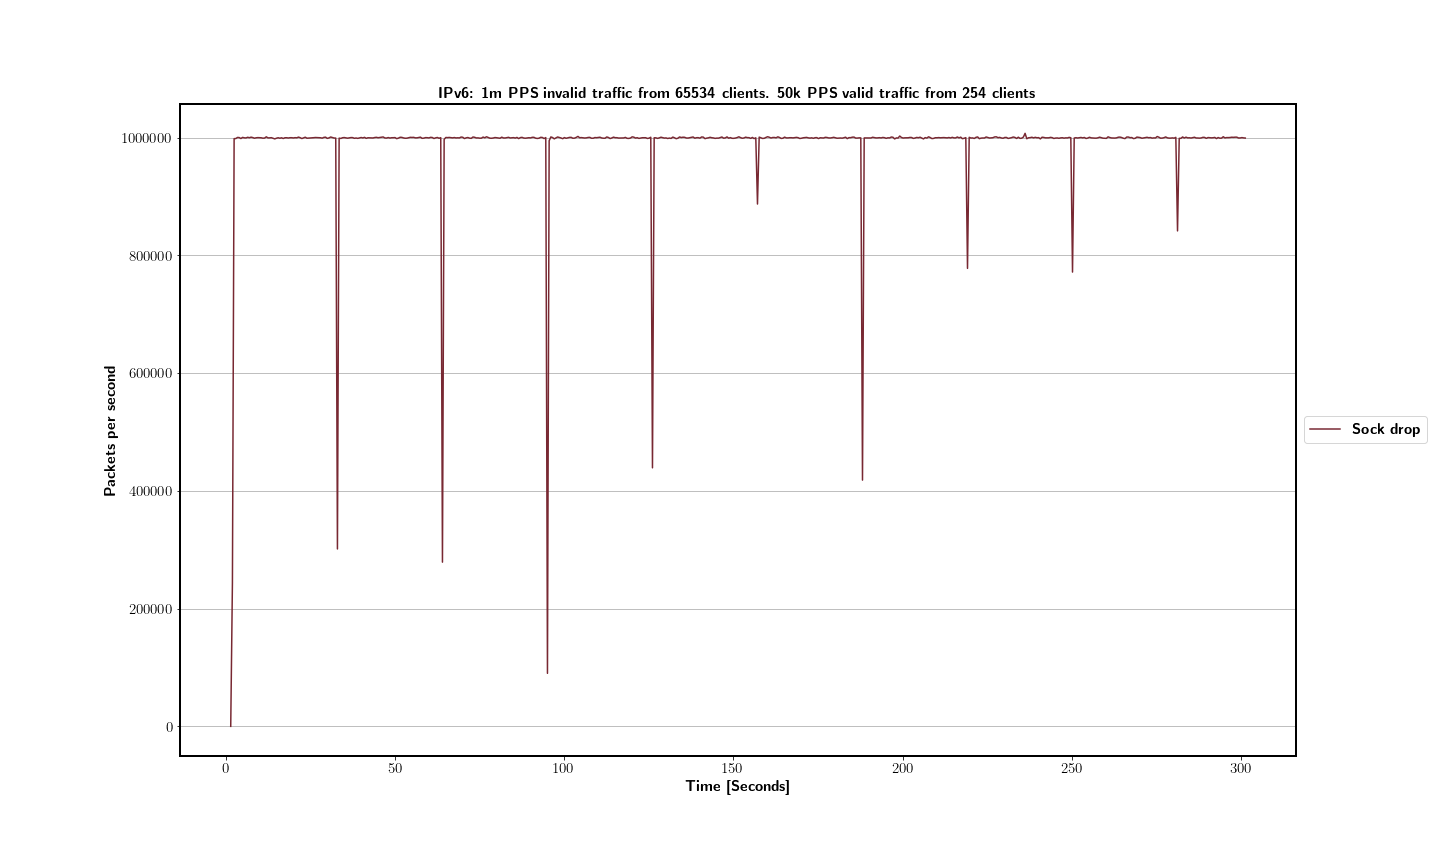 IPv6: 1m PPS invalid traffic from 65534 clients. 50k PPS valid traffic from 254 clients
1000000
800000
600000
400000
200000
0
Packets per second
Sock drop
0 50 100 150 200 250 300
Time [Seconds]